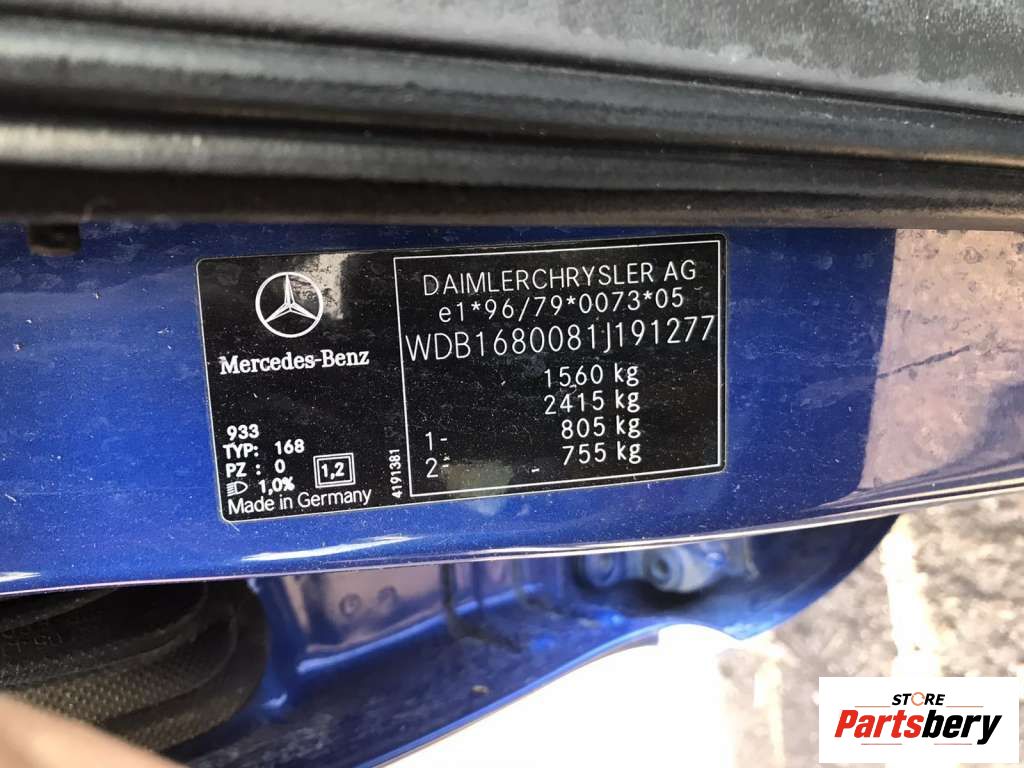 Mercedes-Benz
933
TYP: 168
PZ : 0
1,0%
1,2
Made in Germany
4191381
DAIMLERCHRYSLER AG
e1*96/79*0073*05
WDB1680081J191277
1560 kg
2415 kg
1- 805 kg
2- - 755 kg
STORE
Partsbery